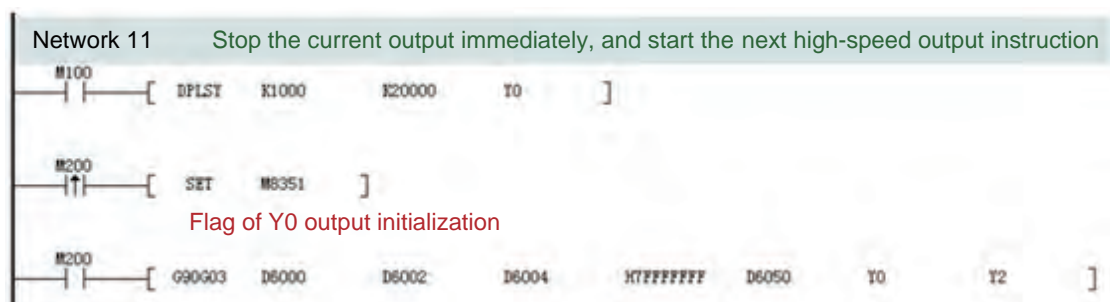 Network 11 Stop the current output immediately, and start the next high-speed output instruction
M100
[ DPLSY K1000 K20000 Y0 ]
M200
[ SET M8351 ]
Flag of Y0 output initialization
M200
[ G90G03 D6000 D6002 D6004 H7FFFFFFF D6050 Y0 Y2 ]